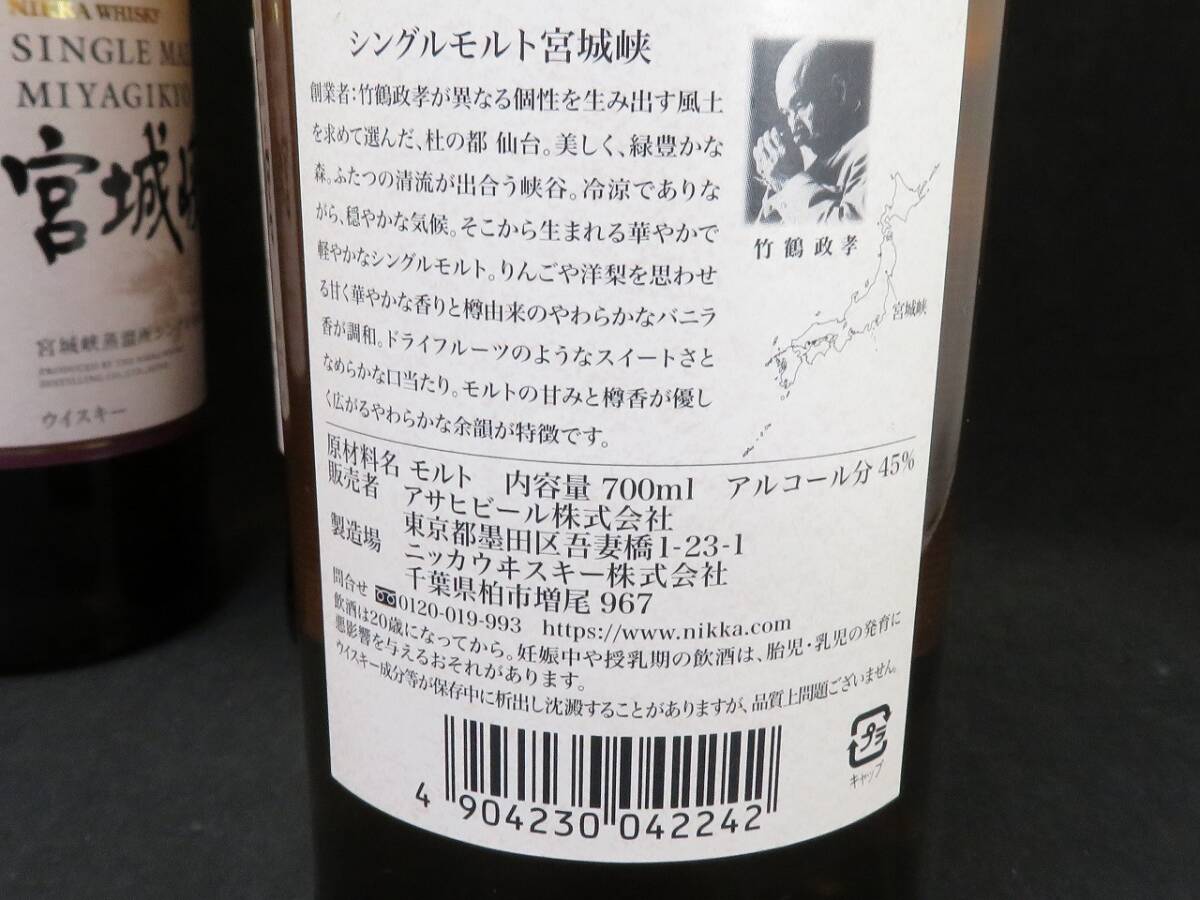 NIKKA WHISKY
SINGLE MAL
MIYAGIKYO
宮城峡
宮城峡蒸溜所シング
PRODUCED BY THE NIKKA WHISKY
DISTILLING CO., LTD., JAPAN
ウイスキー
シングルモルト宮城峡
創業者:竹鶴政孝が異なる個性を生み出す風土
を求めて選んだ、杜の都 仙台。美しく、緑豊かな
森。ふたつの清流が出合う峡谷。冷涼でありな
がら、穏やかな気候。そこから生まれる華やかで
軽やかなシングルモルト。りんごや洋梨を思わせ
る甘く華やかな香りと樽由来のやわらかなバニラ
香が調和。ドライフルーツのようなスイートさと
なめらかな口当たり。モルトの甘みと樽香が優し
く広がるやわらかな余韻が特徴です。
竹鶴政孝
宮城峡
原材料名 モルト 内容量 700ml アルコール分 45%
販売者 アサヒビール株式会社
東京都墨田区吾妻橋1-23-1
製造場 ニッカウヰスキー株式会社
千葉県柏市増尾 967
問合せ 0120-019-993 https://www.nikka.com
飲酒は20歳になってから。妊娠中や授乳期の飲酒は、胎児・乳児の発育に
悪影響を与えるおそれがあります。
ウイスキー成分等が保存中に析出し沈澱することがありますが、品質上問題ございません。
プラ
キャップ
4 904230 042242